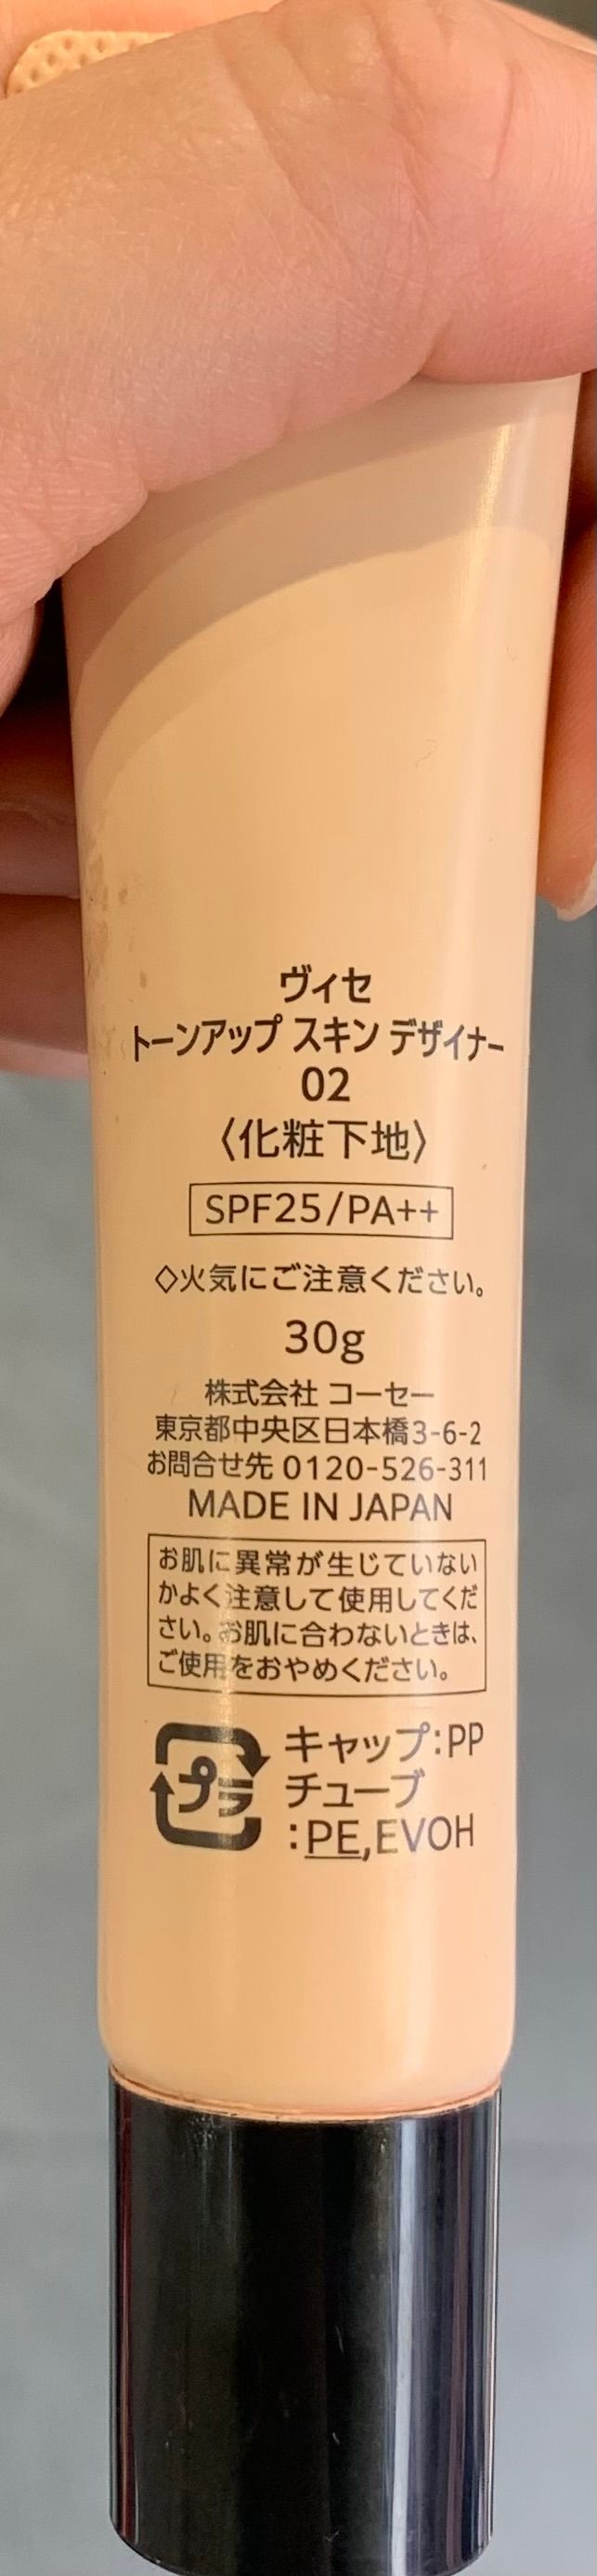 ヴィセ
トーンアップ スキン デザイナー
02
〈化粧下地〉
SPF25/PA++
◇火気にご注意ください。
30g
株式会社 コーセー
東京都中央区日本橋3-6-2
お問合せ先 0120-526-311
MADE IN JAPAN
お肌に異常が生じていない
かよく注意して使用してくだ
さい。お肌に合わないときは、
ご使用をおやめください。
プラ
キャップ:PP
チューブ
:PE,EVOH